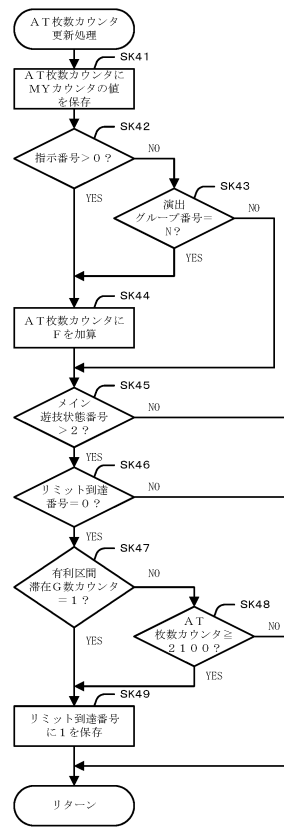 ＡＴ枚数カウンタ
更新処理
SK41
ＡＴ枚数カウンタに
ＭＹカウンタの値
を保存
SK42
指示番号＞０？
NO
YES
SK43
演出
グループ番号＝
Ｎ？
NO
YES
SK44
ＡＴ枚数カウンタに
Ｆを加算
SK45
メイン
遊技状態番号
＞２？
NO
YES
SK46
リミット到達
番号＝０？
NO
YES
SK47
有利区間
滞在Ｇ数カウンタ
＝１？
NO
YES
SK48
ＡＴ
枚数カウンタ≧
２１００？
NO
YES
SK49
リミット到達番号
に１を保存
リターン